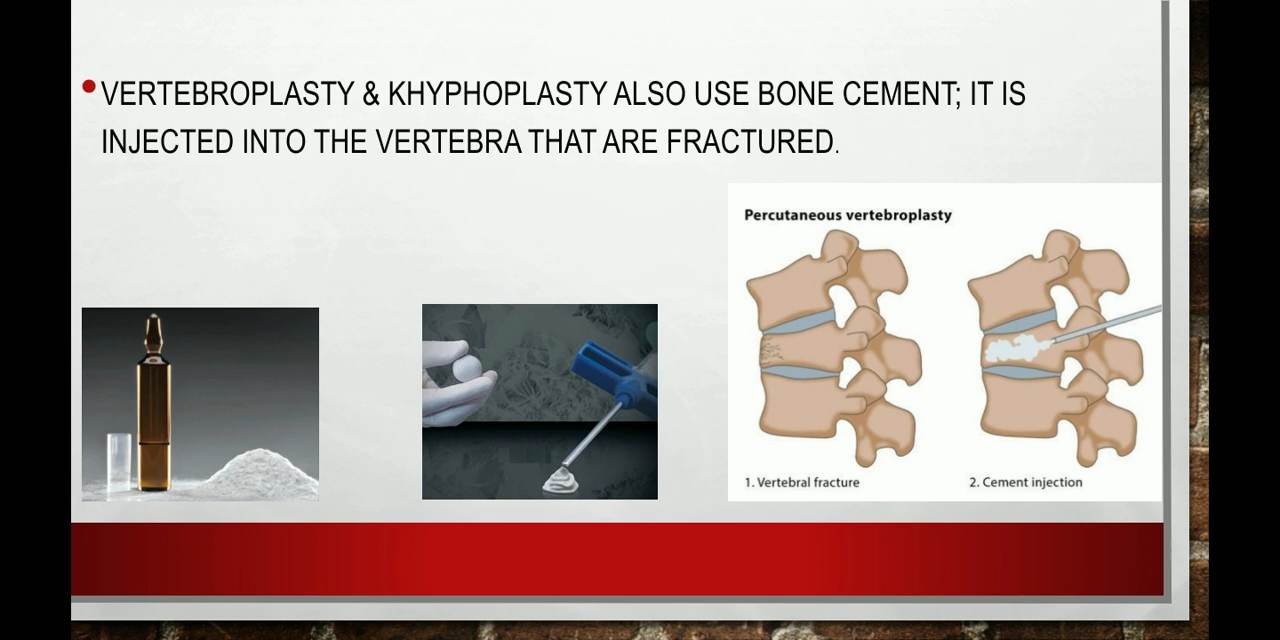 VERTEBROPLASTY & KHYPHOPLASTY ALSO USE BONE CEMENT; IT IS
INJECTED INTO THE VERTEBRA THAT ARE FRACTURED.
Percutaneous vertebroplasty
1. Vertebral fracture
2. Cement injection